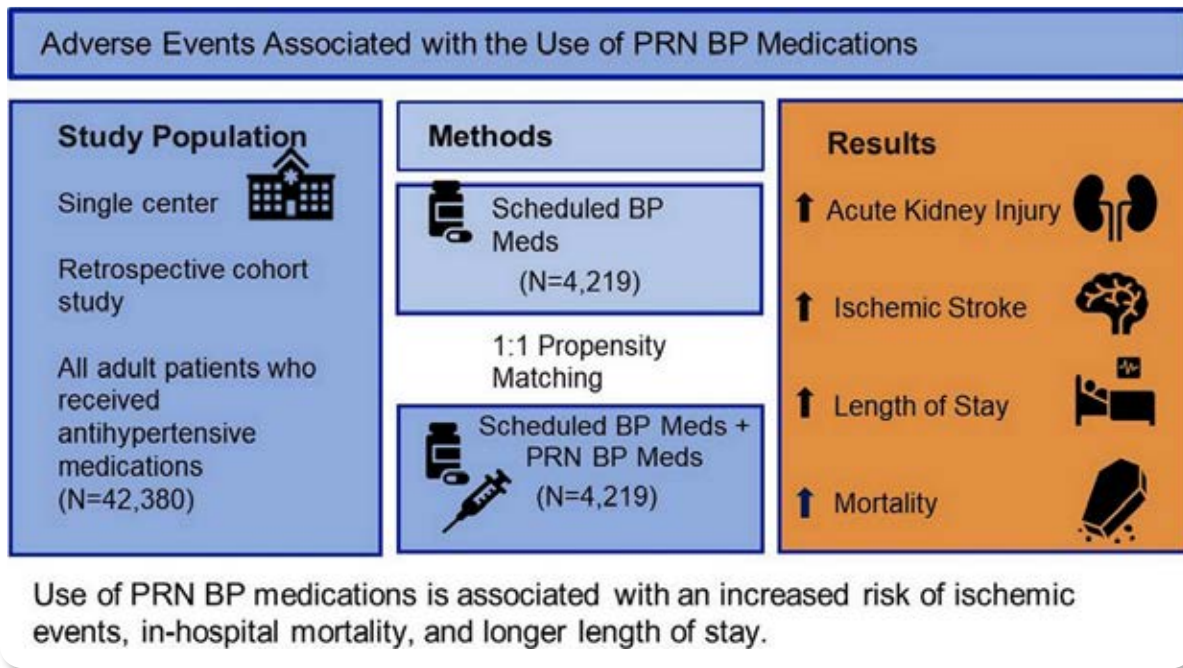 Adverse Events Associated with the Use of PRN BP Medications
Study Population
Single center
Retrospective cohort
study
All adult patients who
received
antihypertensive
medications
(N=42,380)
Methods
Scheduled BP
Meds
(N=4,219)
1:1 Propensity
Matching
Scheduled BP Meds +
PRN BP Meds
(N=4,219)
Results
Acute Kidney Injury
Ischemic Stroke
Length of Stay
Mortality
Use of PRN BP medications is associated with an increased risk of ischemic
events, in-hospital mortality, and longer length of stay.